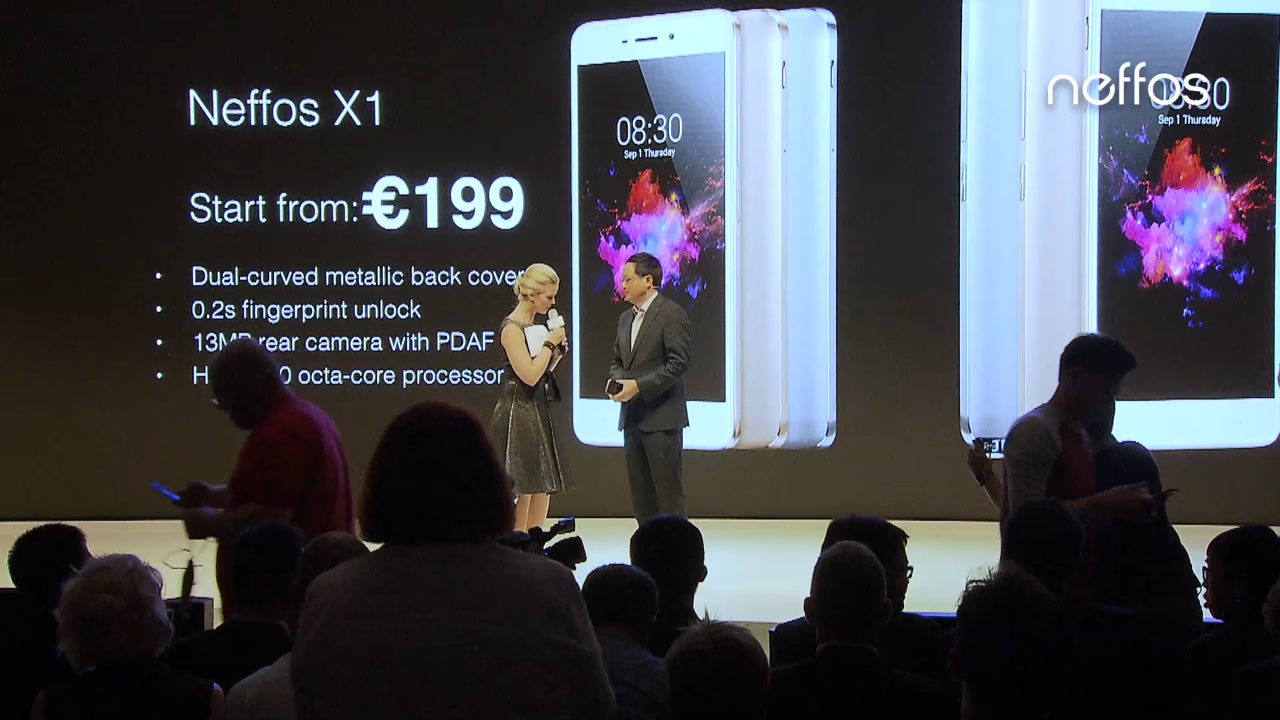 Neffos X1
Start from: €199
• Dual-curved metallic back cover
• 0.2s fingerprint unlock
• 13MP rear camera with PDAF
• octa-core processor
08:30
Sep 1 Thursday
neffos
Sep 1 Thursday